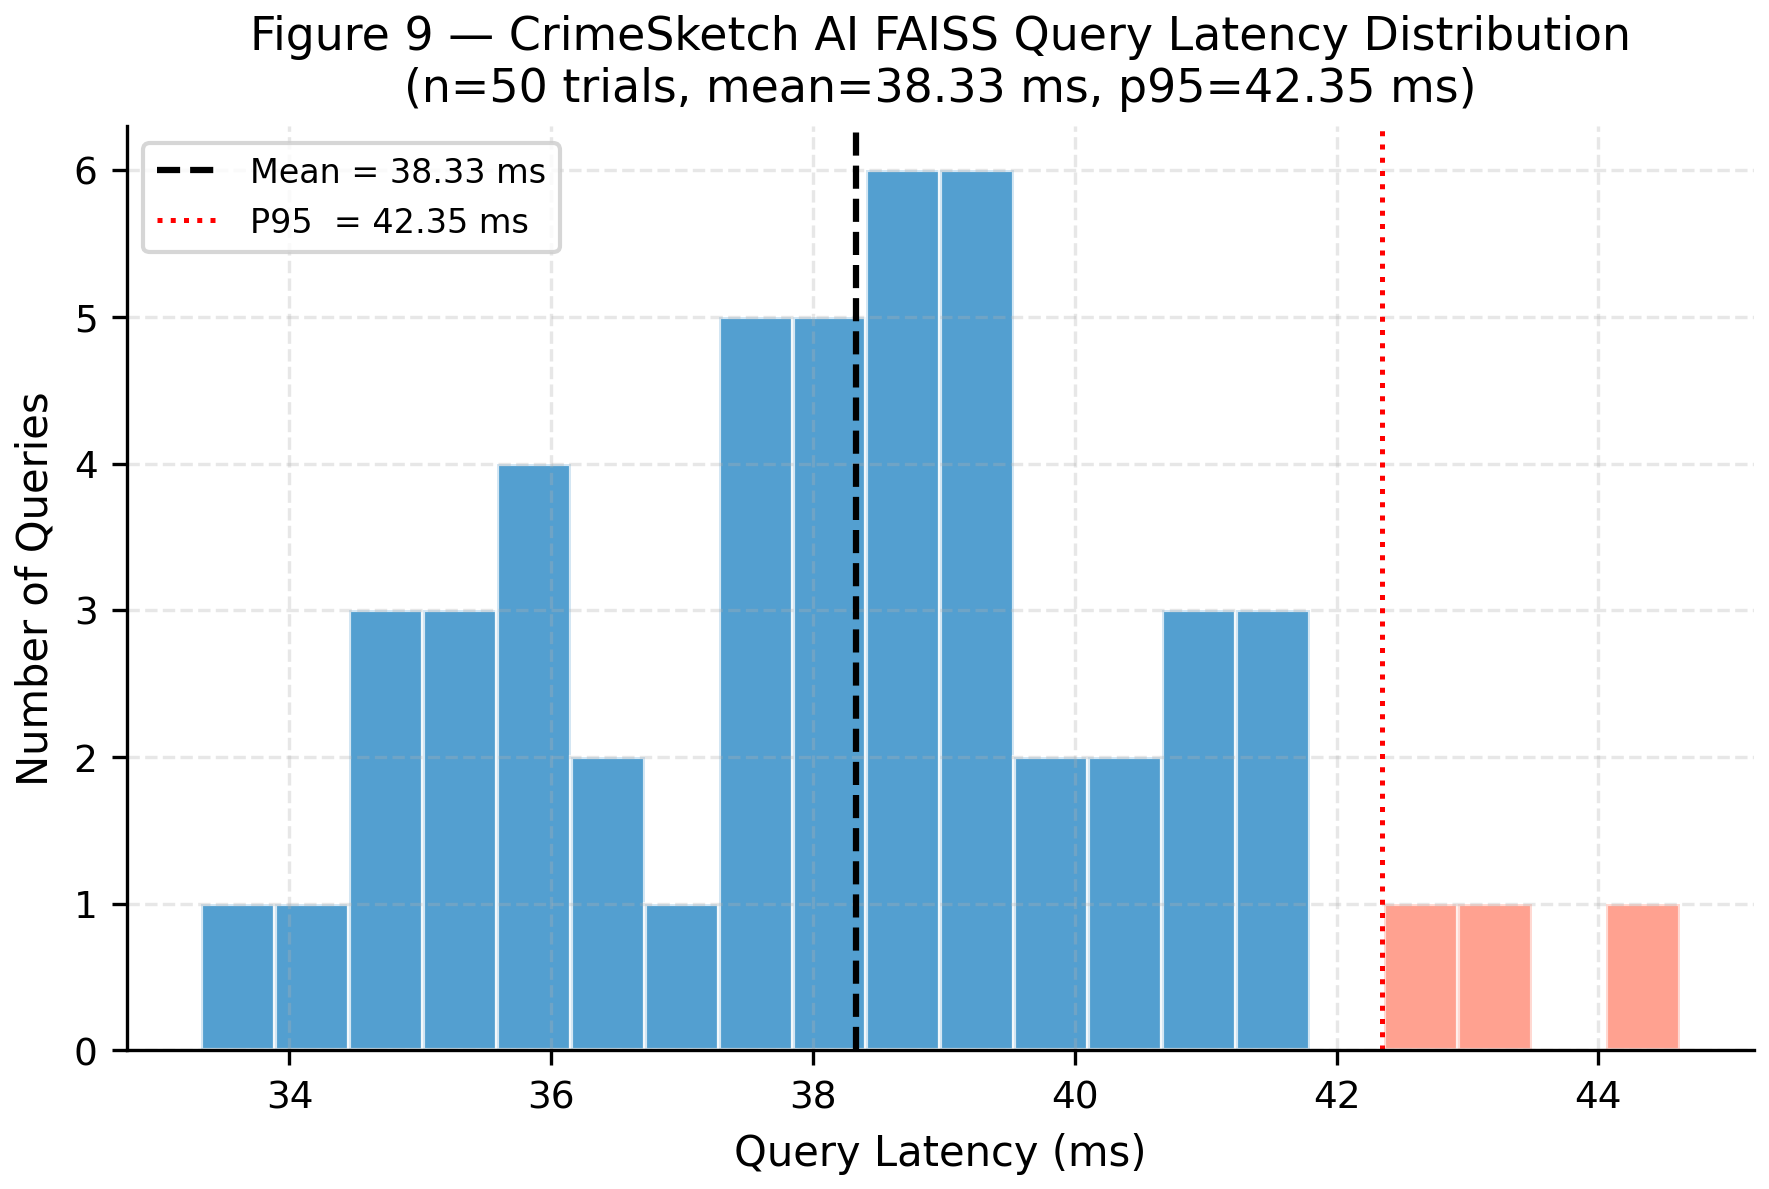 Figure 9 — CrimeSketch AI FAISS Query Latency Distribution
(n=50 trials, mean=38.33 ms, p95=42.35 ms)
Mean = 38.33 ms
P95  = 42.35 ms
Number of Queries
6
5
4
3
2
1
0
34 36 38 40 42 44
Query Latency (ms)